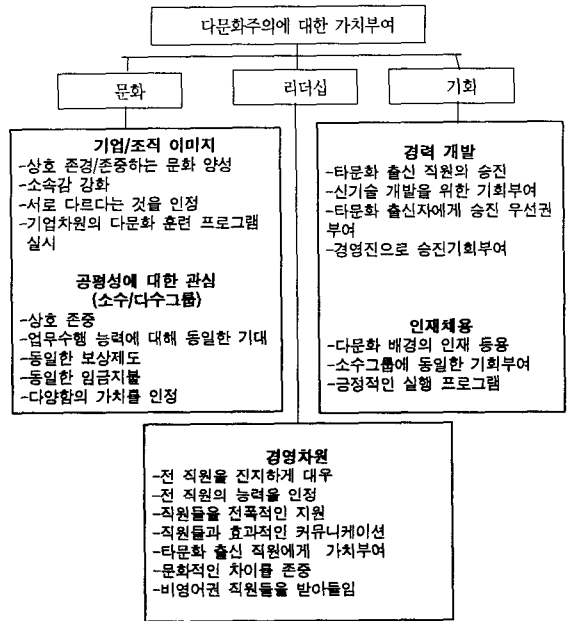 다문화주의에 대한 가치부여
문화
리더십
기회
기업/조직 이미지
-상호 존경/존중하는 문화 양성
-소속감 강화
-서로 다르다는 것을 인정
-기업차원의 다문화 훈련 프로그램
실시
공평성에 대한 관심
(소수/다수그룹)
-상호 존중
-업무수행 능력에 대해 동일한 기대
-동일한 보상제도
-동일한 임금지불
-다양함의 가치를 인정
경력 개발
-타문화 출신 직원의 승진
-신기술 개발을 위한 기회부여
-타문화 출신자에게 승진 우선권
부여
-경영진으로 승진기회부여
인재채용
-다문화 배경의 인재 등용
-소수그룹에 동일한 기회부여
-긍정적인 실행 프로그램
경영차원
-전 직원을 진지하게 대우
-전 직원의 능력을 인정
-직원들을 전폭적인 지원
-직원들과 효과적인 커뮤니케이션
-타문화 출신 직원에게 가치부여
-문화적인 차이를 존중
-비영어권 직원들을 받아들임